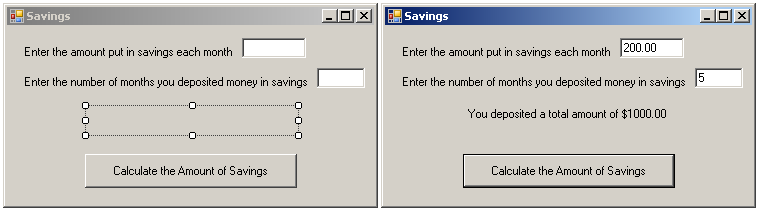 Savings
Enter the amount put in savings each month
Enter the number of months you deposited money in savings
Calculate the Amount of Savings
Savings
Enter the amount put in savings each month 200.00
Enter the number of months you deposited money in savings 5
You deposited a total amount of $1000.00
Calculate the Amount of Savings